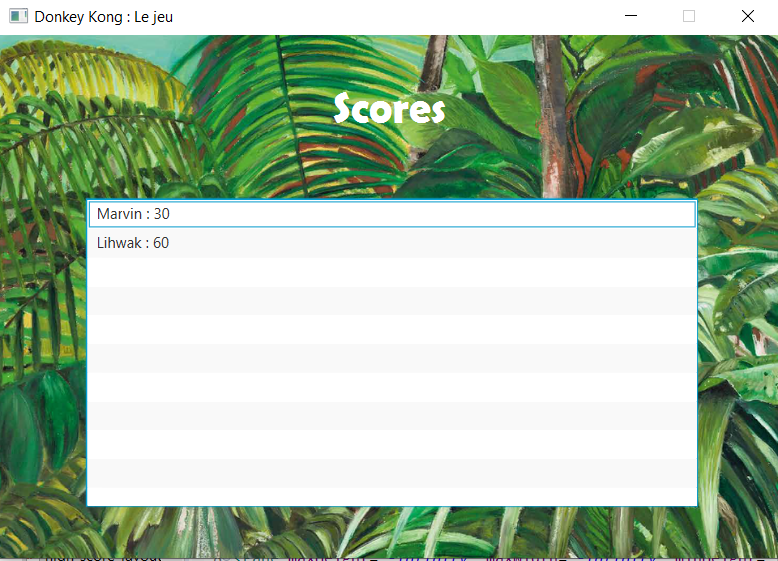 Donkey Kong : Le jeu
Scores
Marvin : 30
Lihwak : 60